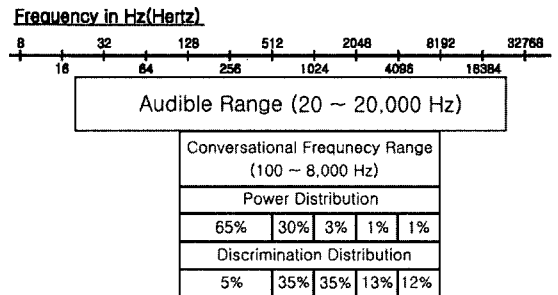 Frequency in Hz(Hertz)
8 32 128 512 2048 8192 32768
16 64 256 1024 4096 16384
Audible Range (20 ~ 20,000 Hz)
Conversational Frequnecy Range
(100 ~ 8,000 Hz)
Power Distribution
65% 30% 3% 1% 1%
Discrimination Distribution
5% 35% 35% 13% 12%